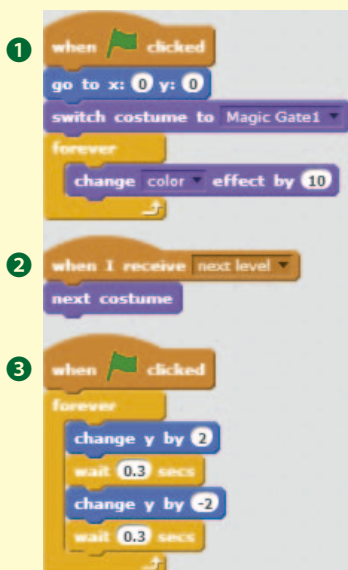 1
when clicked
go to x: 0 y: 0
switch costume to Magic Gate1
forever
change color effect by 10
2
when I receive next level
next costume
3
when clicked
forever
change y by 2
wait 0.3 secs
change y by -2
wait 0.3 secs